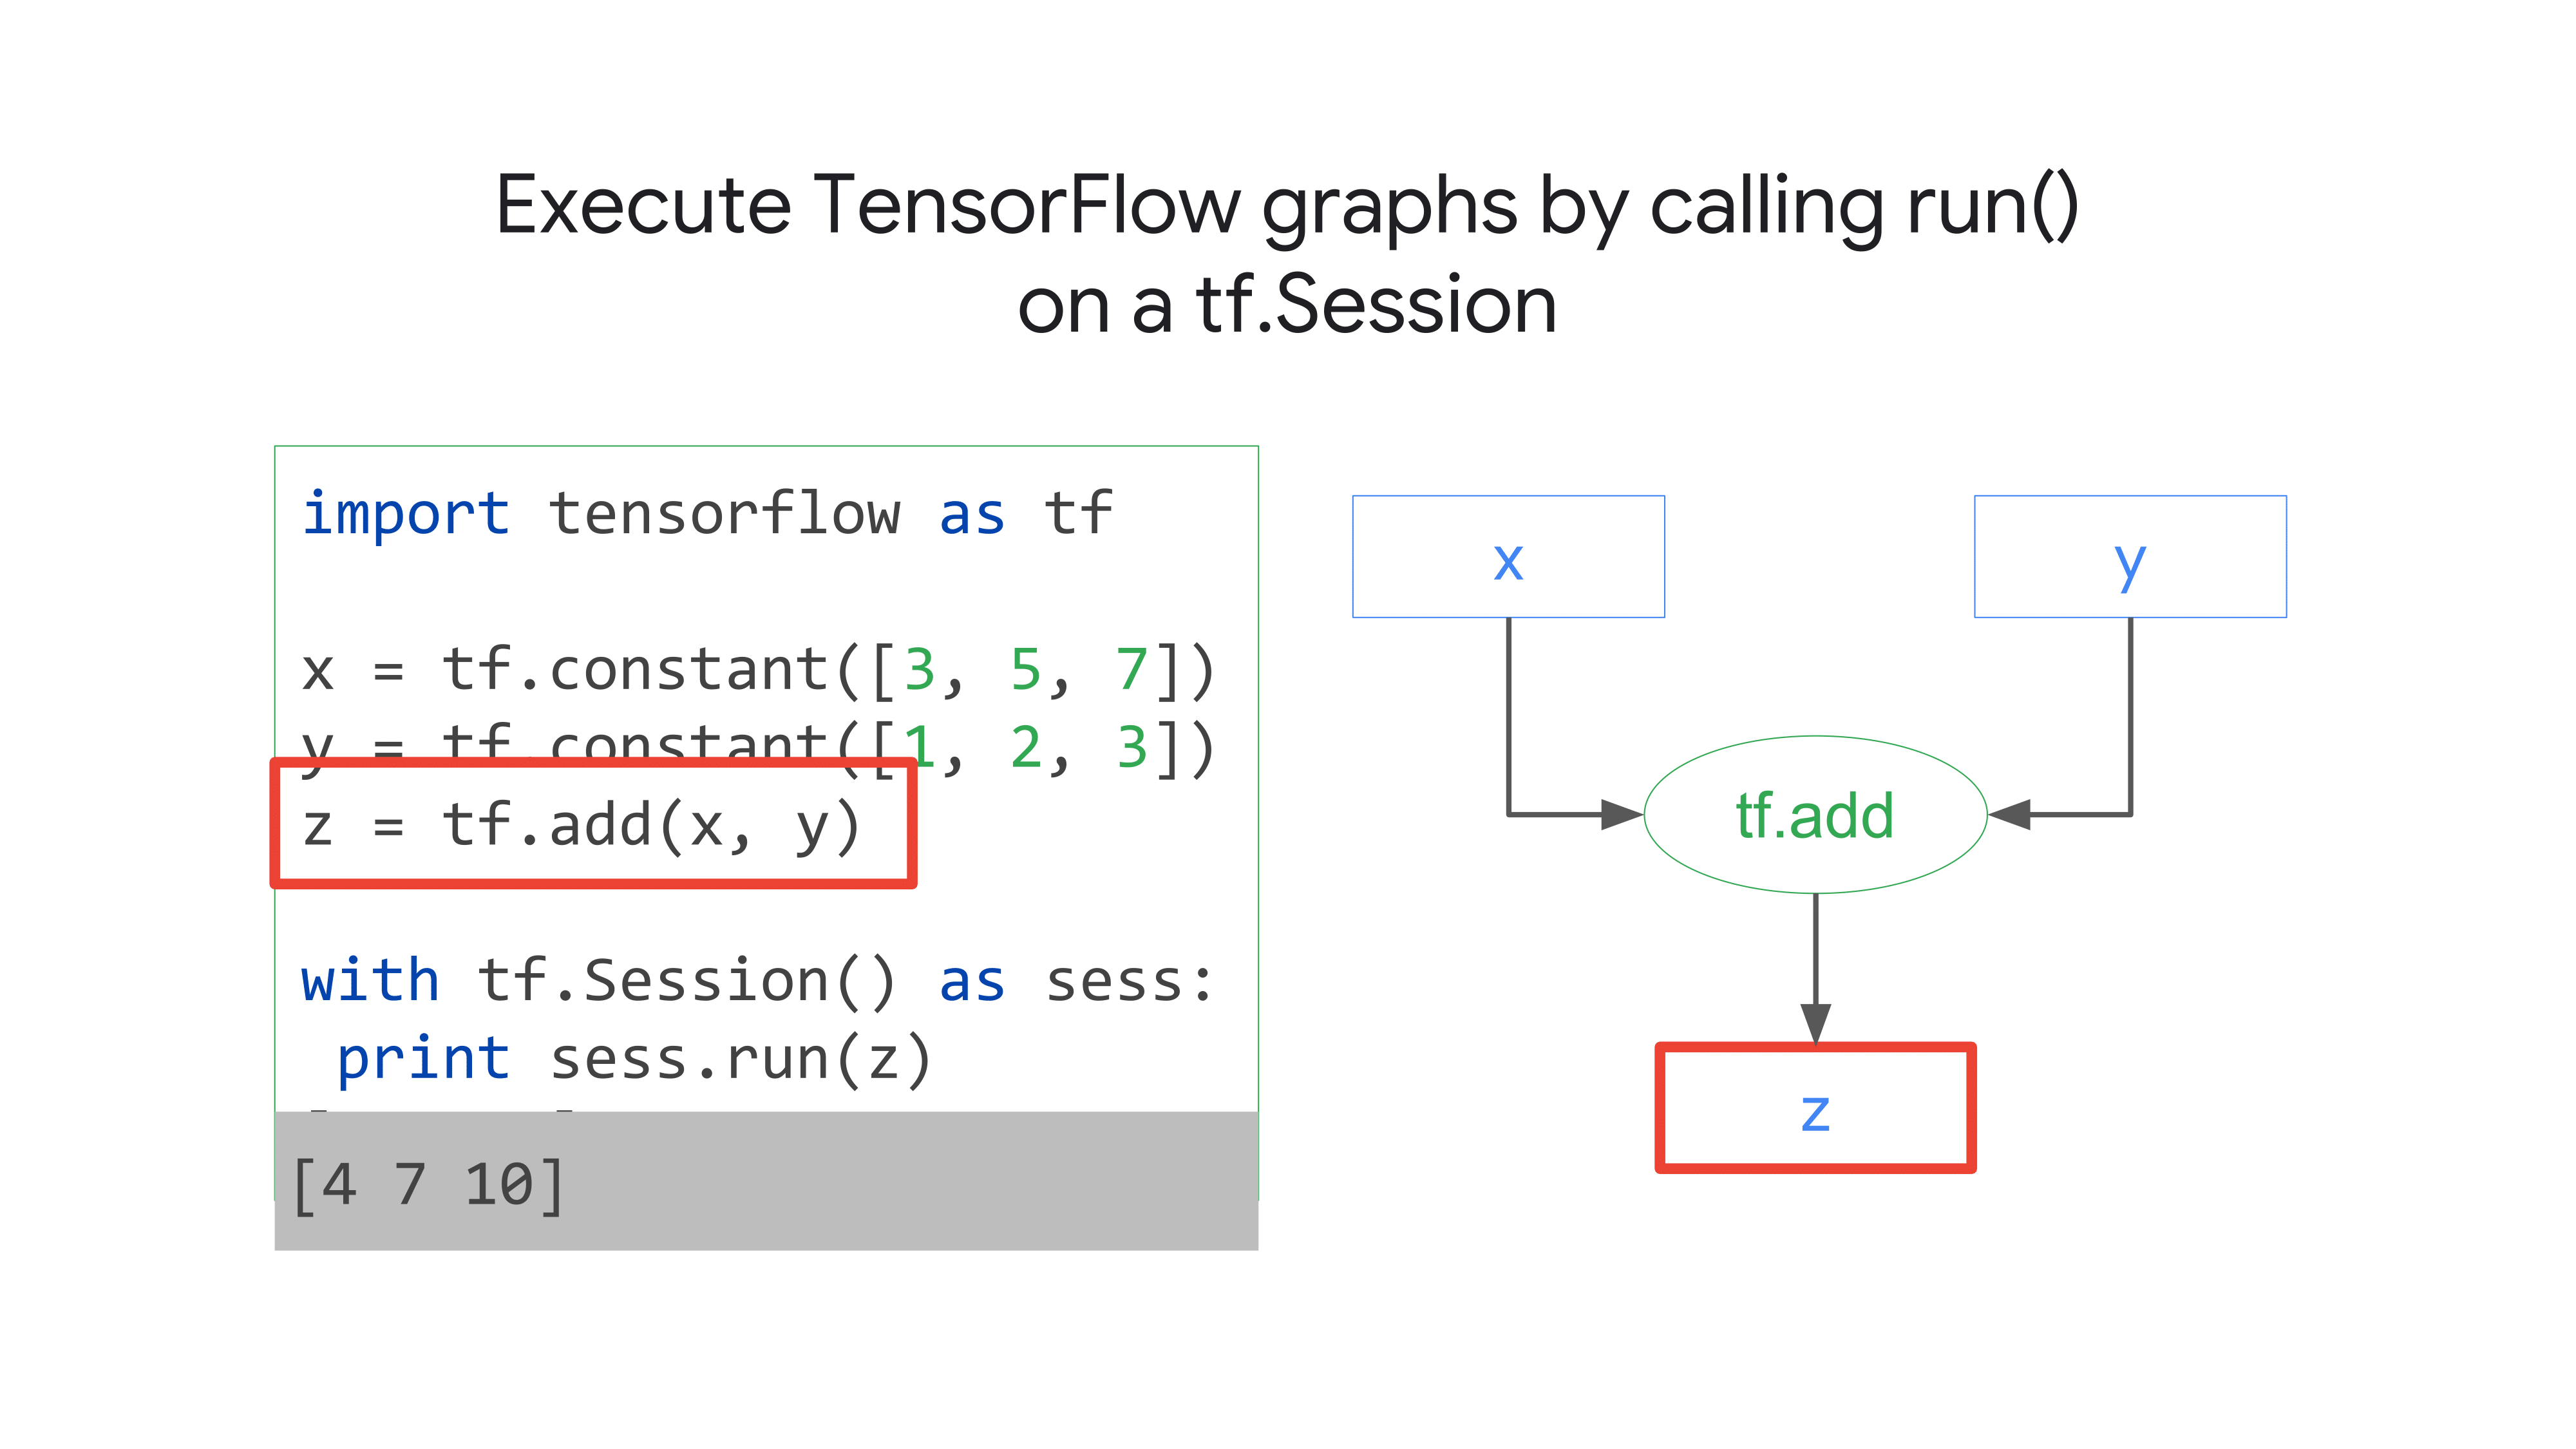 Execute TensorFlow graphs by calling run()
on a tf.Session
import tensorflow as tf
x = tf.constant([3, 5, 7])
y = tf.constant([1, 2, 3])
z = tf.add(x, y)
with tf.Session() as sess:
print sess.run(z)
[4 7 10]
x
y
tf.add
z